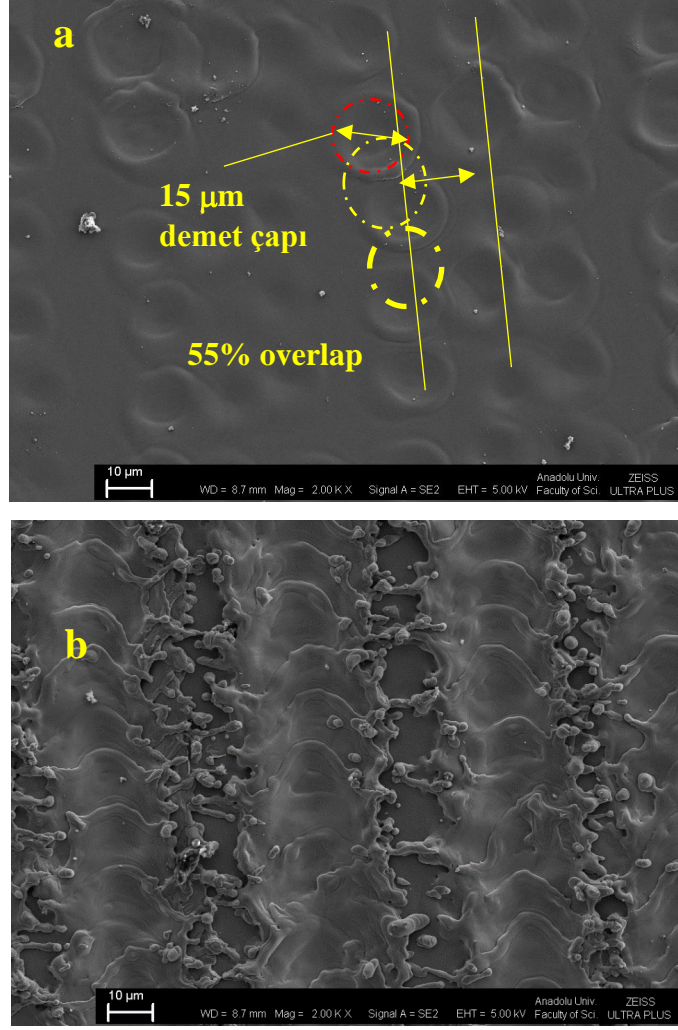 a
15 µm
demet çapı
55% overlap
10 µm
WD = 8.7 mm Mag = 2.00 K X Signal A = SE2 EHT = 5.00 kV Anadolu Univ. Faculty of Sci. ZEISS ULTRA PLUS
b
10 µm
WD = 8.7 mm Mag = 2.00 K X Signal A = SE2 EHT = 5.00 kV Anadolu Univ. Faculty of Sci. ZEISS ULTRA PLUS